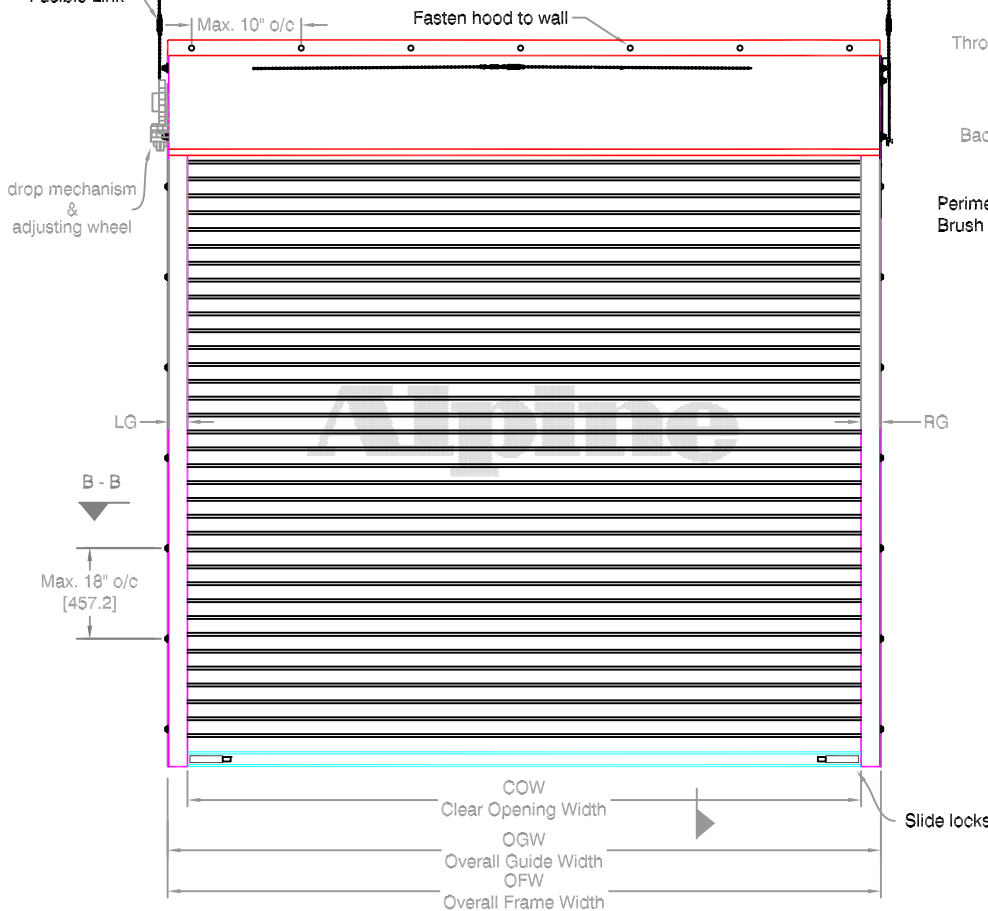 Max. 10" o/c
Fasten hood to wall
drop mechanism
&
adjusting wheel
Brush
Alpine
LG
RG
B - B
Max. 18" o/c
[457.2]
COW
Clear Opening Width
Slide locks
OGW
Overall Guide Width
OFW
Overall Frame Width